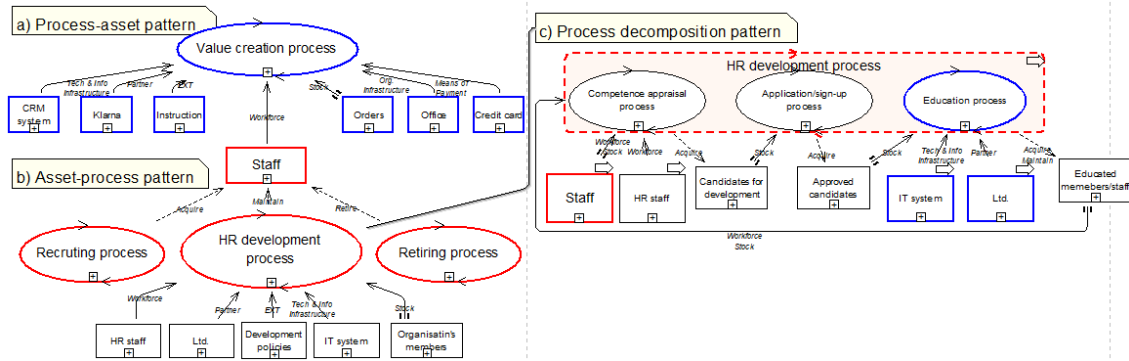 a) Process-asset pattern
Value creation process
Tech & Info
Infrastructure
Partner
EXT
Stock
Org.
Infrastructure
Means of
Payment
CRM
system
Klarna
Instruction
Workforce
Orders
Office
Credit card
Staff
b) Asset-process pattern
Acquire
Maintain
Retire
Recruting process
HR development
process
Retiring process
Workforce
Partner
EXT
Tech & Info
Infrastructure
Stock
HR staff
Ltd.
Development
policies
IT system
Organisatin's
members
c) Process decomposition pattern
HR development process
Competence appraisal
process
Application/sign-up
process
Education process
Workforce
Stock
Workforce
Acquire
Stock
Acquire
Stock
Tech & Info
Infrastructure
Partner
Acquire
Maintain
Staff
HR staff
Candidates for
development
Approved
candidates
IT system
Ltd.
Educated
memebers/staff
Workforce
Stock